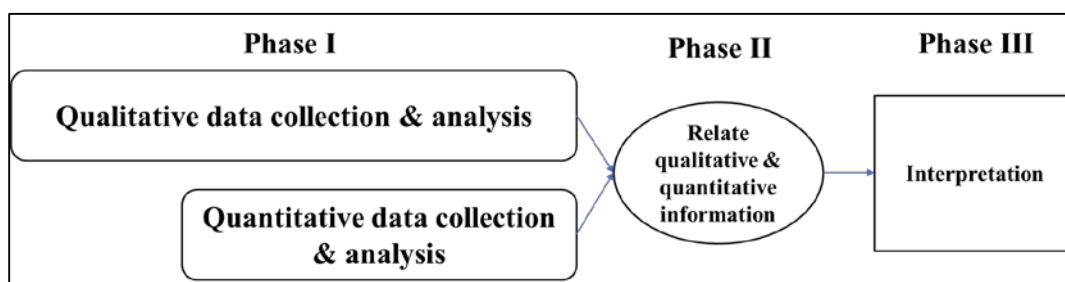 Phase I
Phase II
Phase III
Qualitative data collection & analysis
Quantitative data collection
& analysis
Relate
qualitative &
quantitative
information
Interpretation